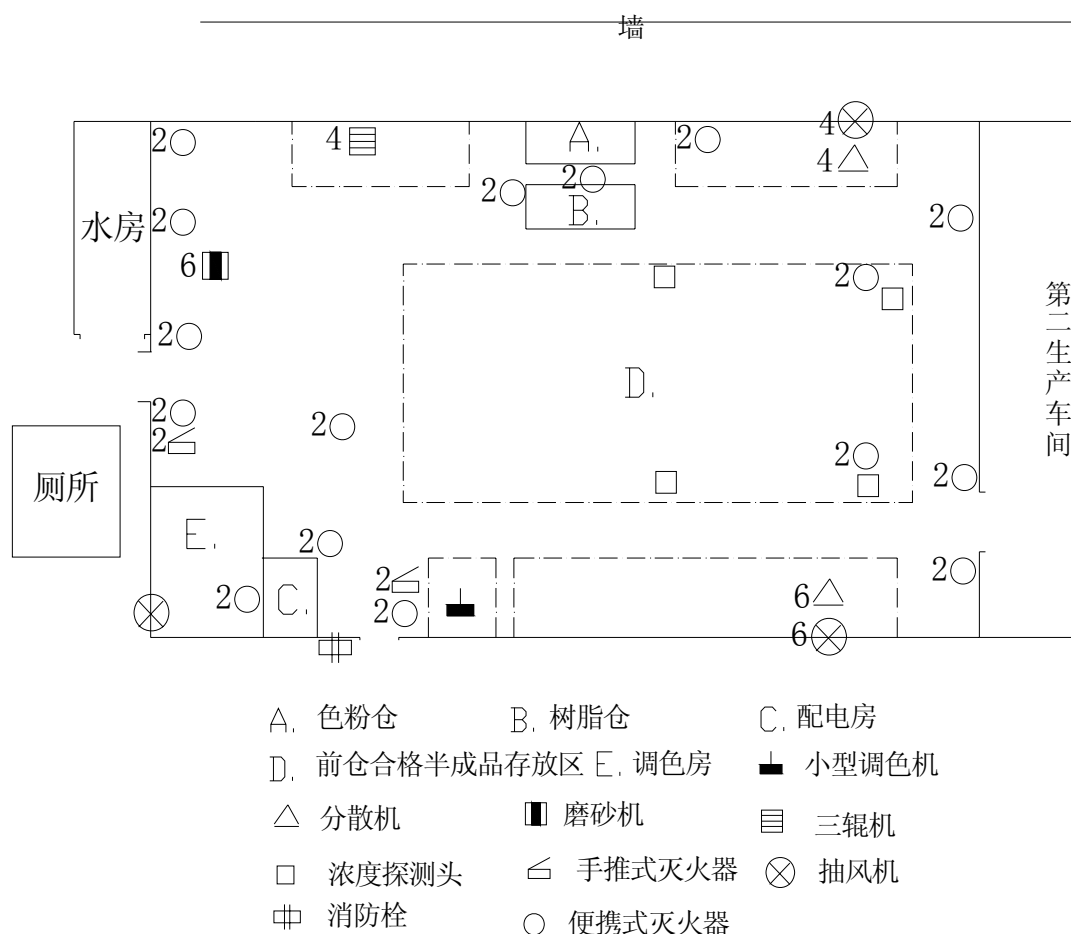 墙
2 4 A. 2 4
4
2 2
2 B. 2
水房
6 2
第二生产车间
2
D.
2
2 2
2
厕所 2
E. 2
2 2
2 C. 2 6
6
A. 色粉仓 B. 树脂仓 C. 配电房
D. 前仓合格半成品存放区 E. 调色房 小型调色机
分散机 磨砂机 三辊机
浓度探测头 手推式灭火器 抽风机
消防栓 便携式灭火器